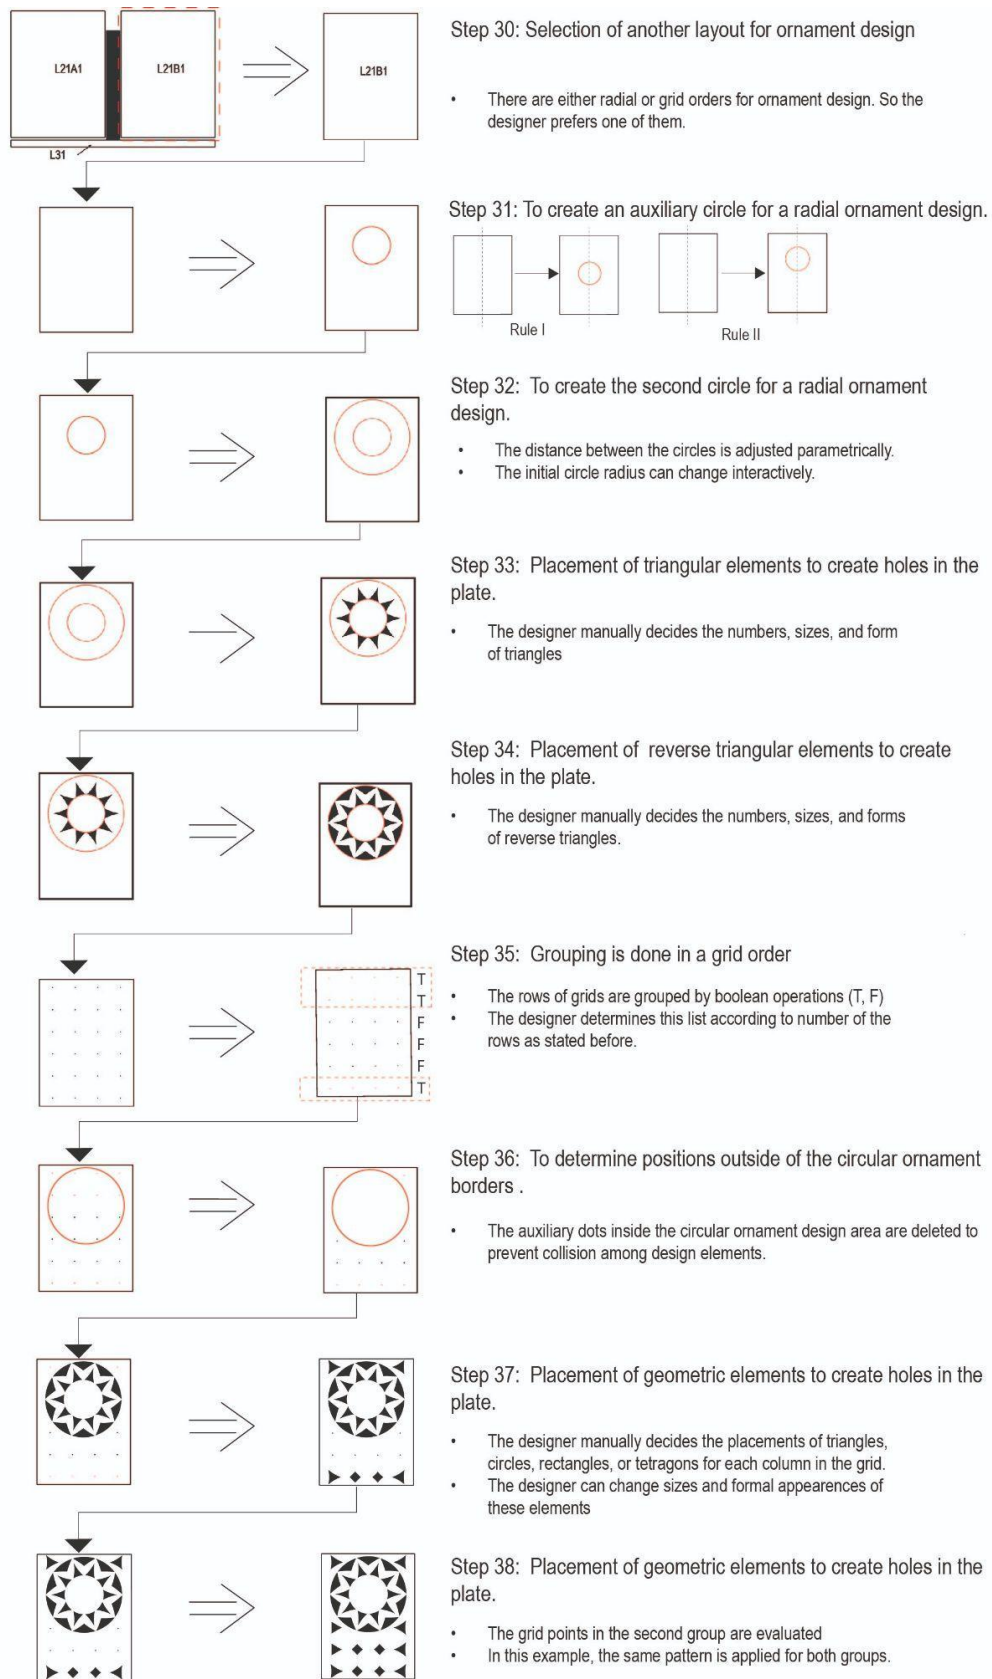 L21A1
L21B1
L21B1
L31
Step 30: Selection of another layout for ornament design
• There are either radial or grid orders for ornament design. So the
designer prefers one of them.
Step 31: To create an auxiliary circle for a radial ornament design.
Rule I
Rule II
Step 32: To create the second circle for a radial ornament
design.
• The distance between the circles is adjusted parametrically.
• The initial circle radius can change interactively.
Step 33: Placement of triangular elements to create holes in the
plate.
• The designer manually decides the numbers, sizes, and form
of triangles
Step 34: Placement of reverse triangular elements to create
holes in the plate.
• The designer manually decides the numbers, sizes, and forms
of reverse triangles.
Step 35: Grouping is done in a grid order
• The rows of grids are grouped by boolean operations (T, F)
• The designer determines this list according to number of the
rows as stated before.
T
T
F
F
F
T
Step 36: To determine positions outside of the circular ornament
borders .
• The auxiliary dots inside the circular ornament design area are deleted to
prevent collision among design elements.
Step 37: Placement of geometric elements to create holes in the
plate.
• The designer manually decides the placements of triangles,
circles, rectangles, or tetragons for each column in the grid.
• The designer can change sizes and formal appearences of
these elements
Step 38: Placement of geometric elements to create holes in the
plate.
• The grid points in the second group are evaluated
• In this example, the same pattern is applied for both groups.